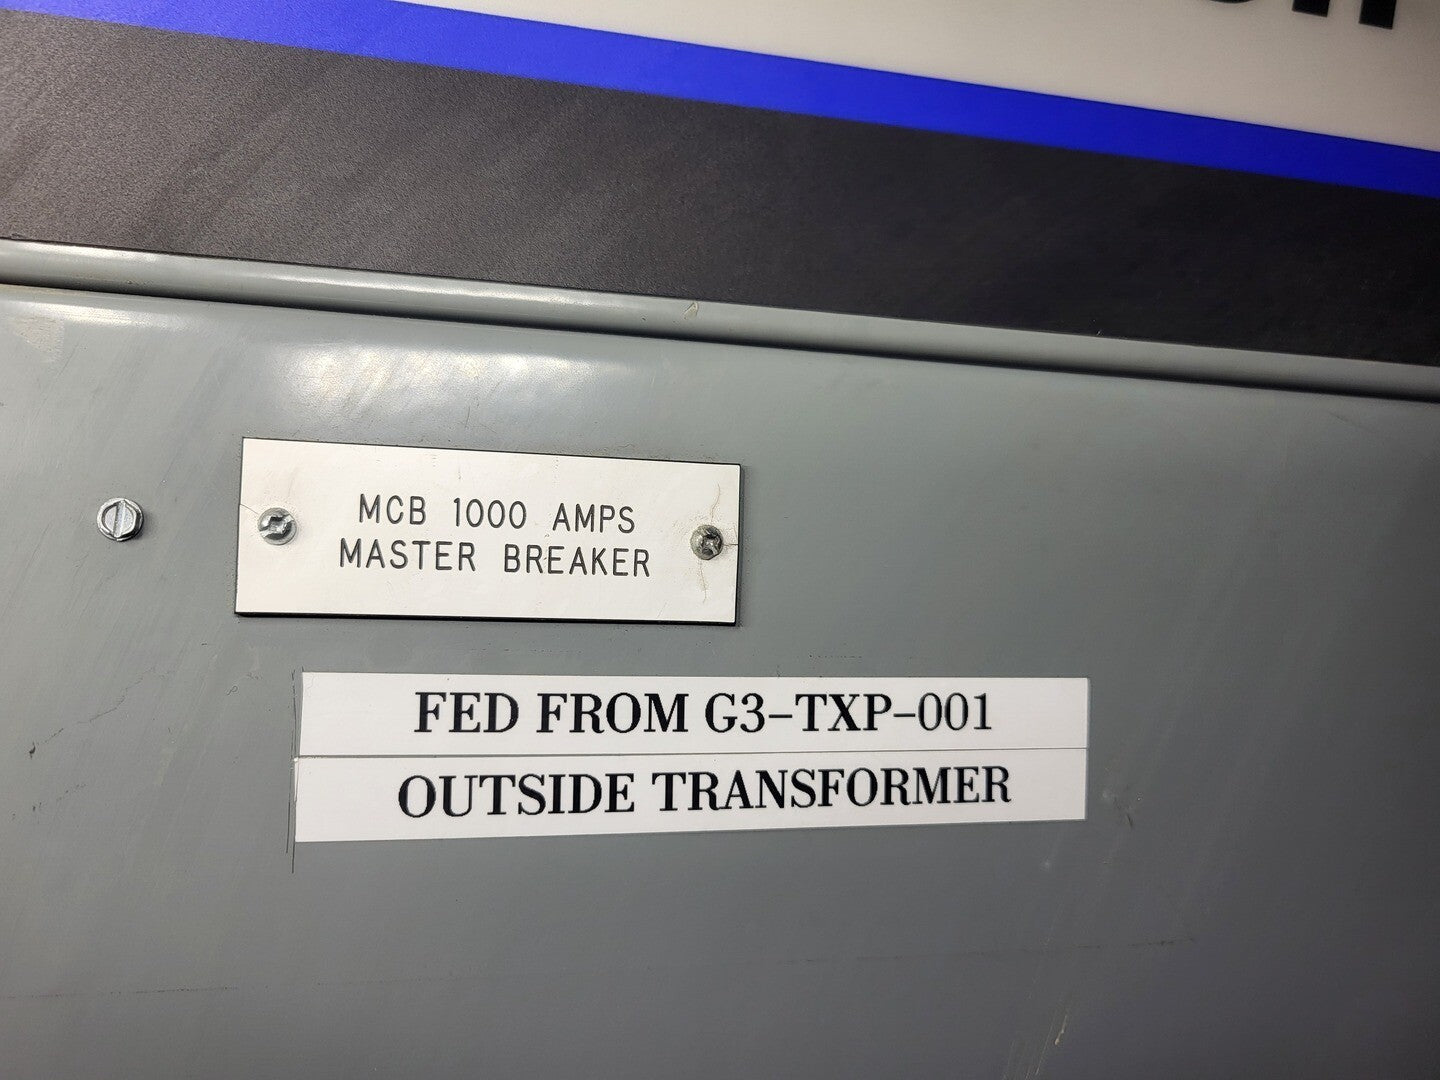 MCB 1000 AMPS
MASTER BREAKER
FED FROM G3-TXP-001
OUTSIDE TRANSFORMER